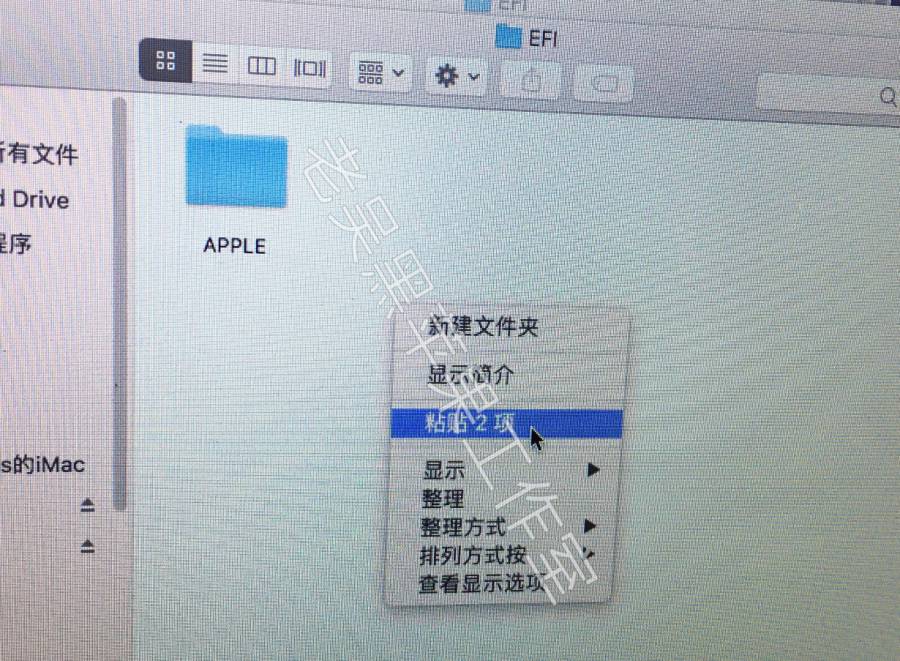 EFI
EFI
所有文件
d Drive
程序
APPLE
新建文件夹
显示简介
粘贴 2 项
显示
整理
整理方式
排列方式按
查看显示选项
s的iMac
老吴黑苹果工作室